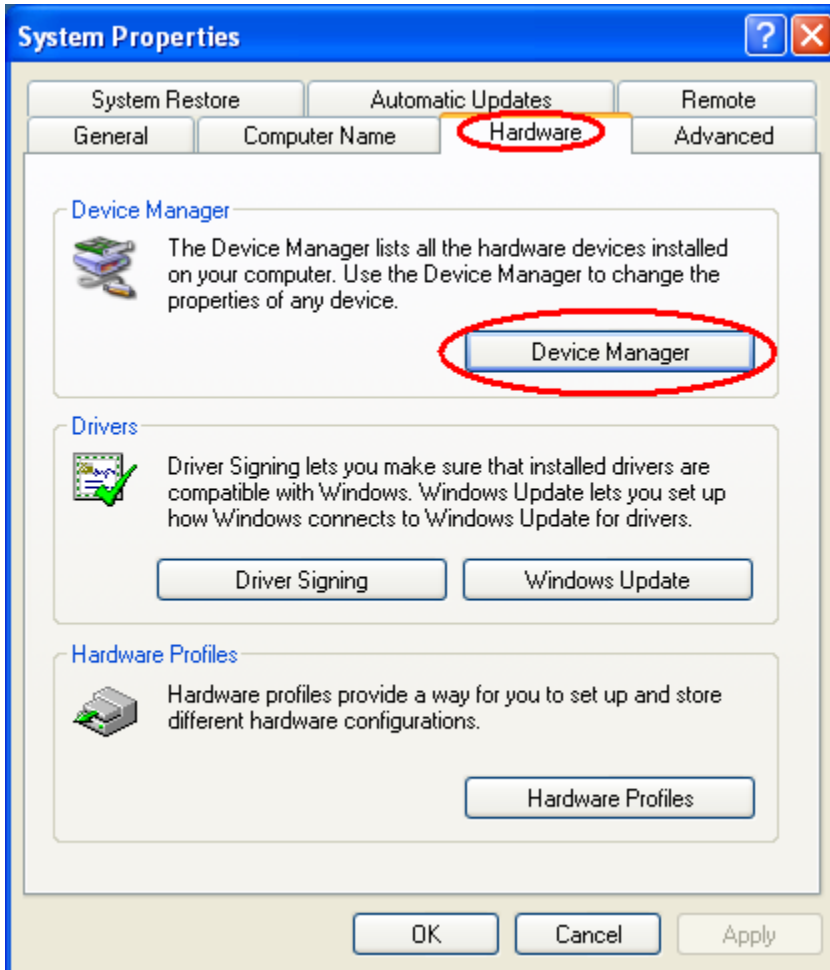 System Properties
System Restore
Automatic Updates
Remote
General
Computer Name
Hardware
Advanced
Device Manager
The Device Manager lists all the hardware devices installed
on your computer. Use the Device Manager to change the
properties of any device.
Device Manager
Drivers
Driver Signing lets you make sure that installed drivers are
compatible with Windows. Windows Update lets you set up
how Windows connects to Windows Update for drivers.
Driver Signing
Windows Update
Hardware Profiles
Hardware profiles provide a way for you to set up and store
different hardware configurations.
Hardware Profiles
OK
Cancel
Apply